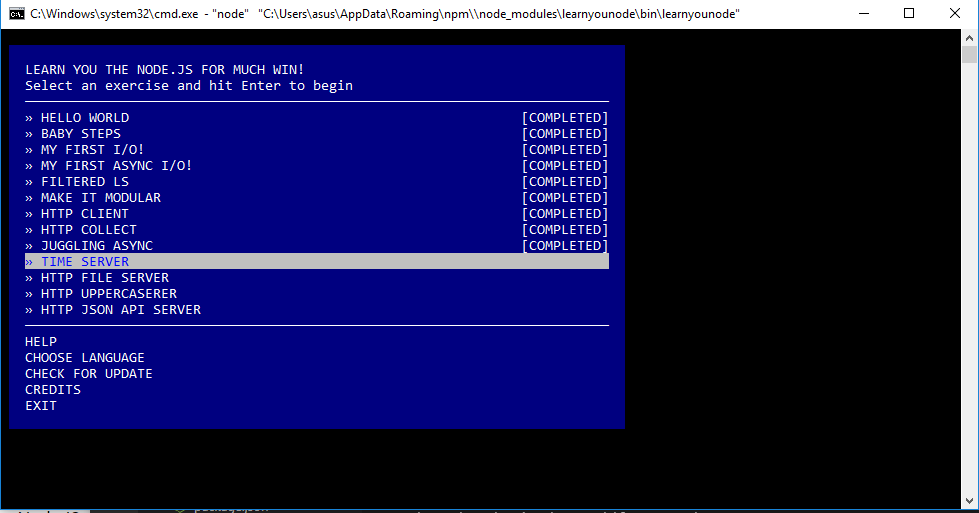 C:\Windows\system32\cmd.exe - "node" "C:\Users\asus\AppData\Roaming\npm\\node_modules\learnyounode\bin\learnyounode"
LEARN YOU THE NODE.JS FOR MUCH WIN!
Select an exercise and hit Enter to begin
» HELLO WORLD [COMPLETED]
» BABY STEPS [COMPLETED]
» MY FIRST I/O! [COMPLETED]
» MY FIRST ASYNC I/O! [COMPLETED]
» FILTERED LS [COMPLETED]
» MAKE IT MODULAR [COMPLETED]
» HTTP CLIENT [COMPLETED]
» HTTP COLLECT [COMPLETED]
» JUGGLING ASYNC [COMPLETED]
» TIME SERVER
» HTTP FILE SERVER
» HTTP UPPERCASERER
» HTTP JSON API SERVER
HELP
CHOOSE LANGUAGE
CHECK FOR UPDATE
CREDITS
EXIT